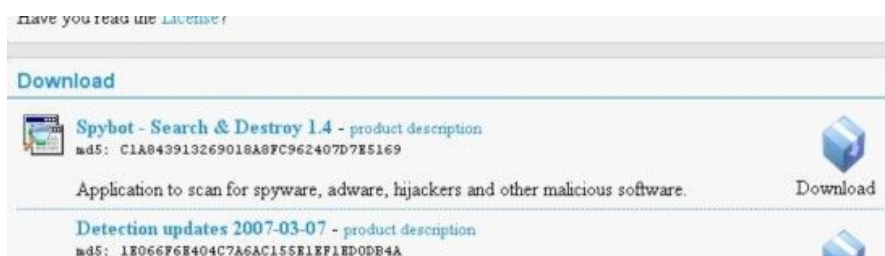 Have you read the License?
Download
Spybot - Search & Destroy 1.4 - product description
md5: C1A843913269018A8FC962407D7E5169
Application to scan for spyware, adware, hijackers and other malicious software.
Download
Detection updates 2007-03-07 - product description
md5: 1E066F6E404C7A6AC155E1EF1ED0DB4A